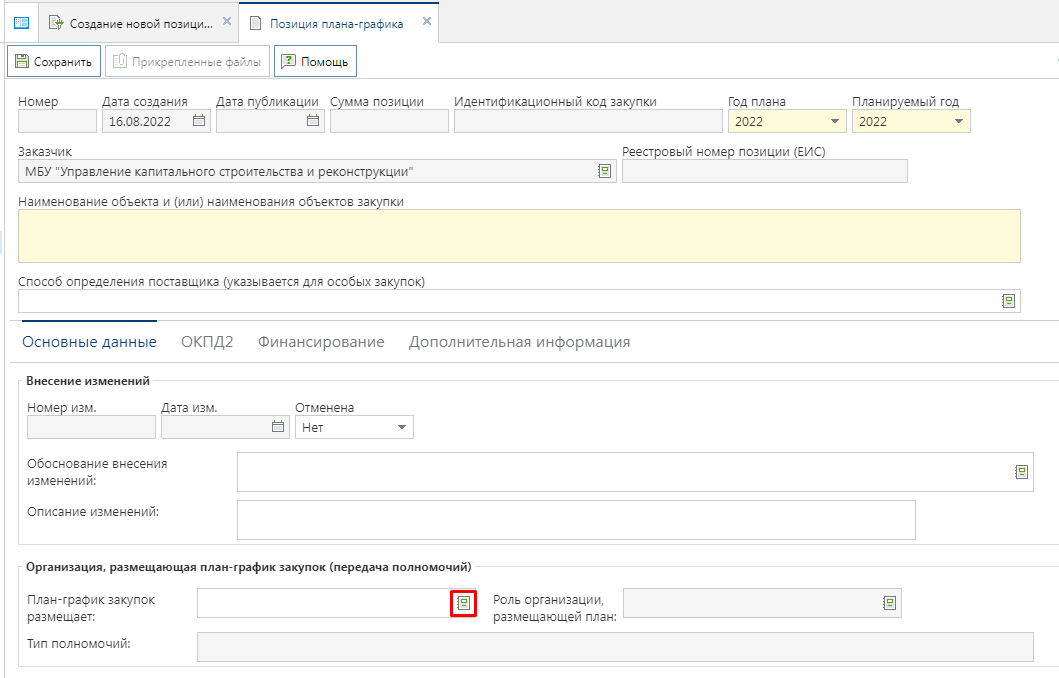 Создание новой позици... Позиция плана-графика
Сохранить Прикрепленные файлы Помощь
Номер Дата создания Дата публикации Сумма позиции Идентификационный код закупки Год плана Планируемый год
16.08.2022 2022 2022
Заказчик Реестровый номер позиции (ЕИС)
МБУ "Управление капитального строительства и реконструкции"
Наименование объекта и (или) наименования объектов закупки
Способ определения поставщика (указывается для особых закупок)
Основные данные ОКПД2 Финансирование Дополнительная информация
Внесение изменений
Номер изм. Дата изм. Отменена
Нет
Обоснование внесения
изменений:
Описание изменений:
Организация, размещающая план-график закупок (передача полномочий)
План-график закупок Роль организации,
размещает: размещающей план:
Тип полномочий: